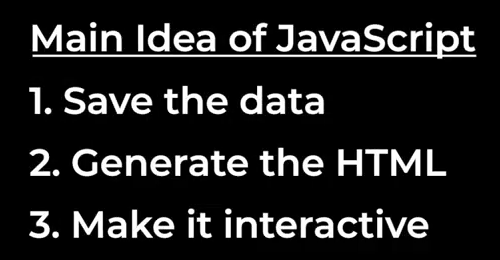 Main Idea of JavaScript
1. Save the data
2. Generate the HTML
3. Make it interactive